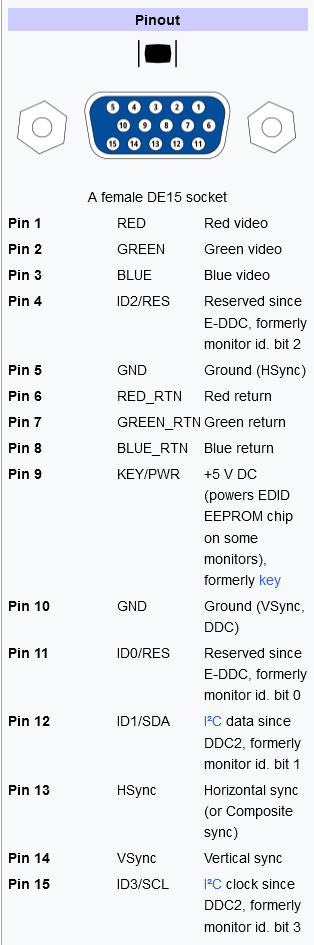 Pinout
5 4 3 2 1
10 9 8 7 6
15 14 13 12 11
A female DE15 socket
Pin 1 RED Red video
Pin 2 GREEN Green video
Pin 3 BLUE Blue video
Pin 4 ID2/RES Reserved since
E-DDC, formerly
monitor id. bit 2
Pin 5 GND Ground (HSync)
Pin 6 RED_RTN Red return
Pin 7 GREEN_RTN Green return
Pin 8 BLUE_RTN Blue return
Pin 9 KEY/PWR +5 V DC
(powers EDID
EEPROM chip
on some
monitors),
formerly key
Pin 10 GND Ground (VSync,
DDC)
Pin 11 ID0/RES Reserved since
E-DDC, formerly
monitor id. bit 0
Pin 12 ID1/SDA I²C data since
DDC2, formerly
monitor id. bit 1
Pin 13 HSync Horizontal sync
(or Composite
sync)
Pin 14 VSync Vertical sync
Pin 15 ID3/SCL I²C clock since
DDC2, formerly
monitor id. bit 3